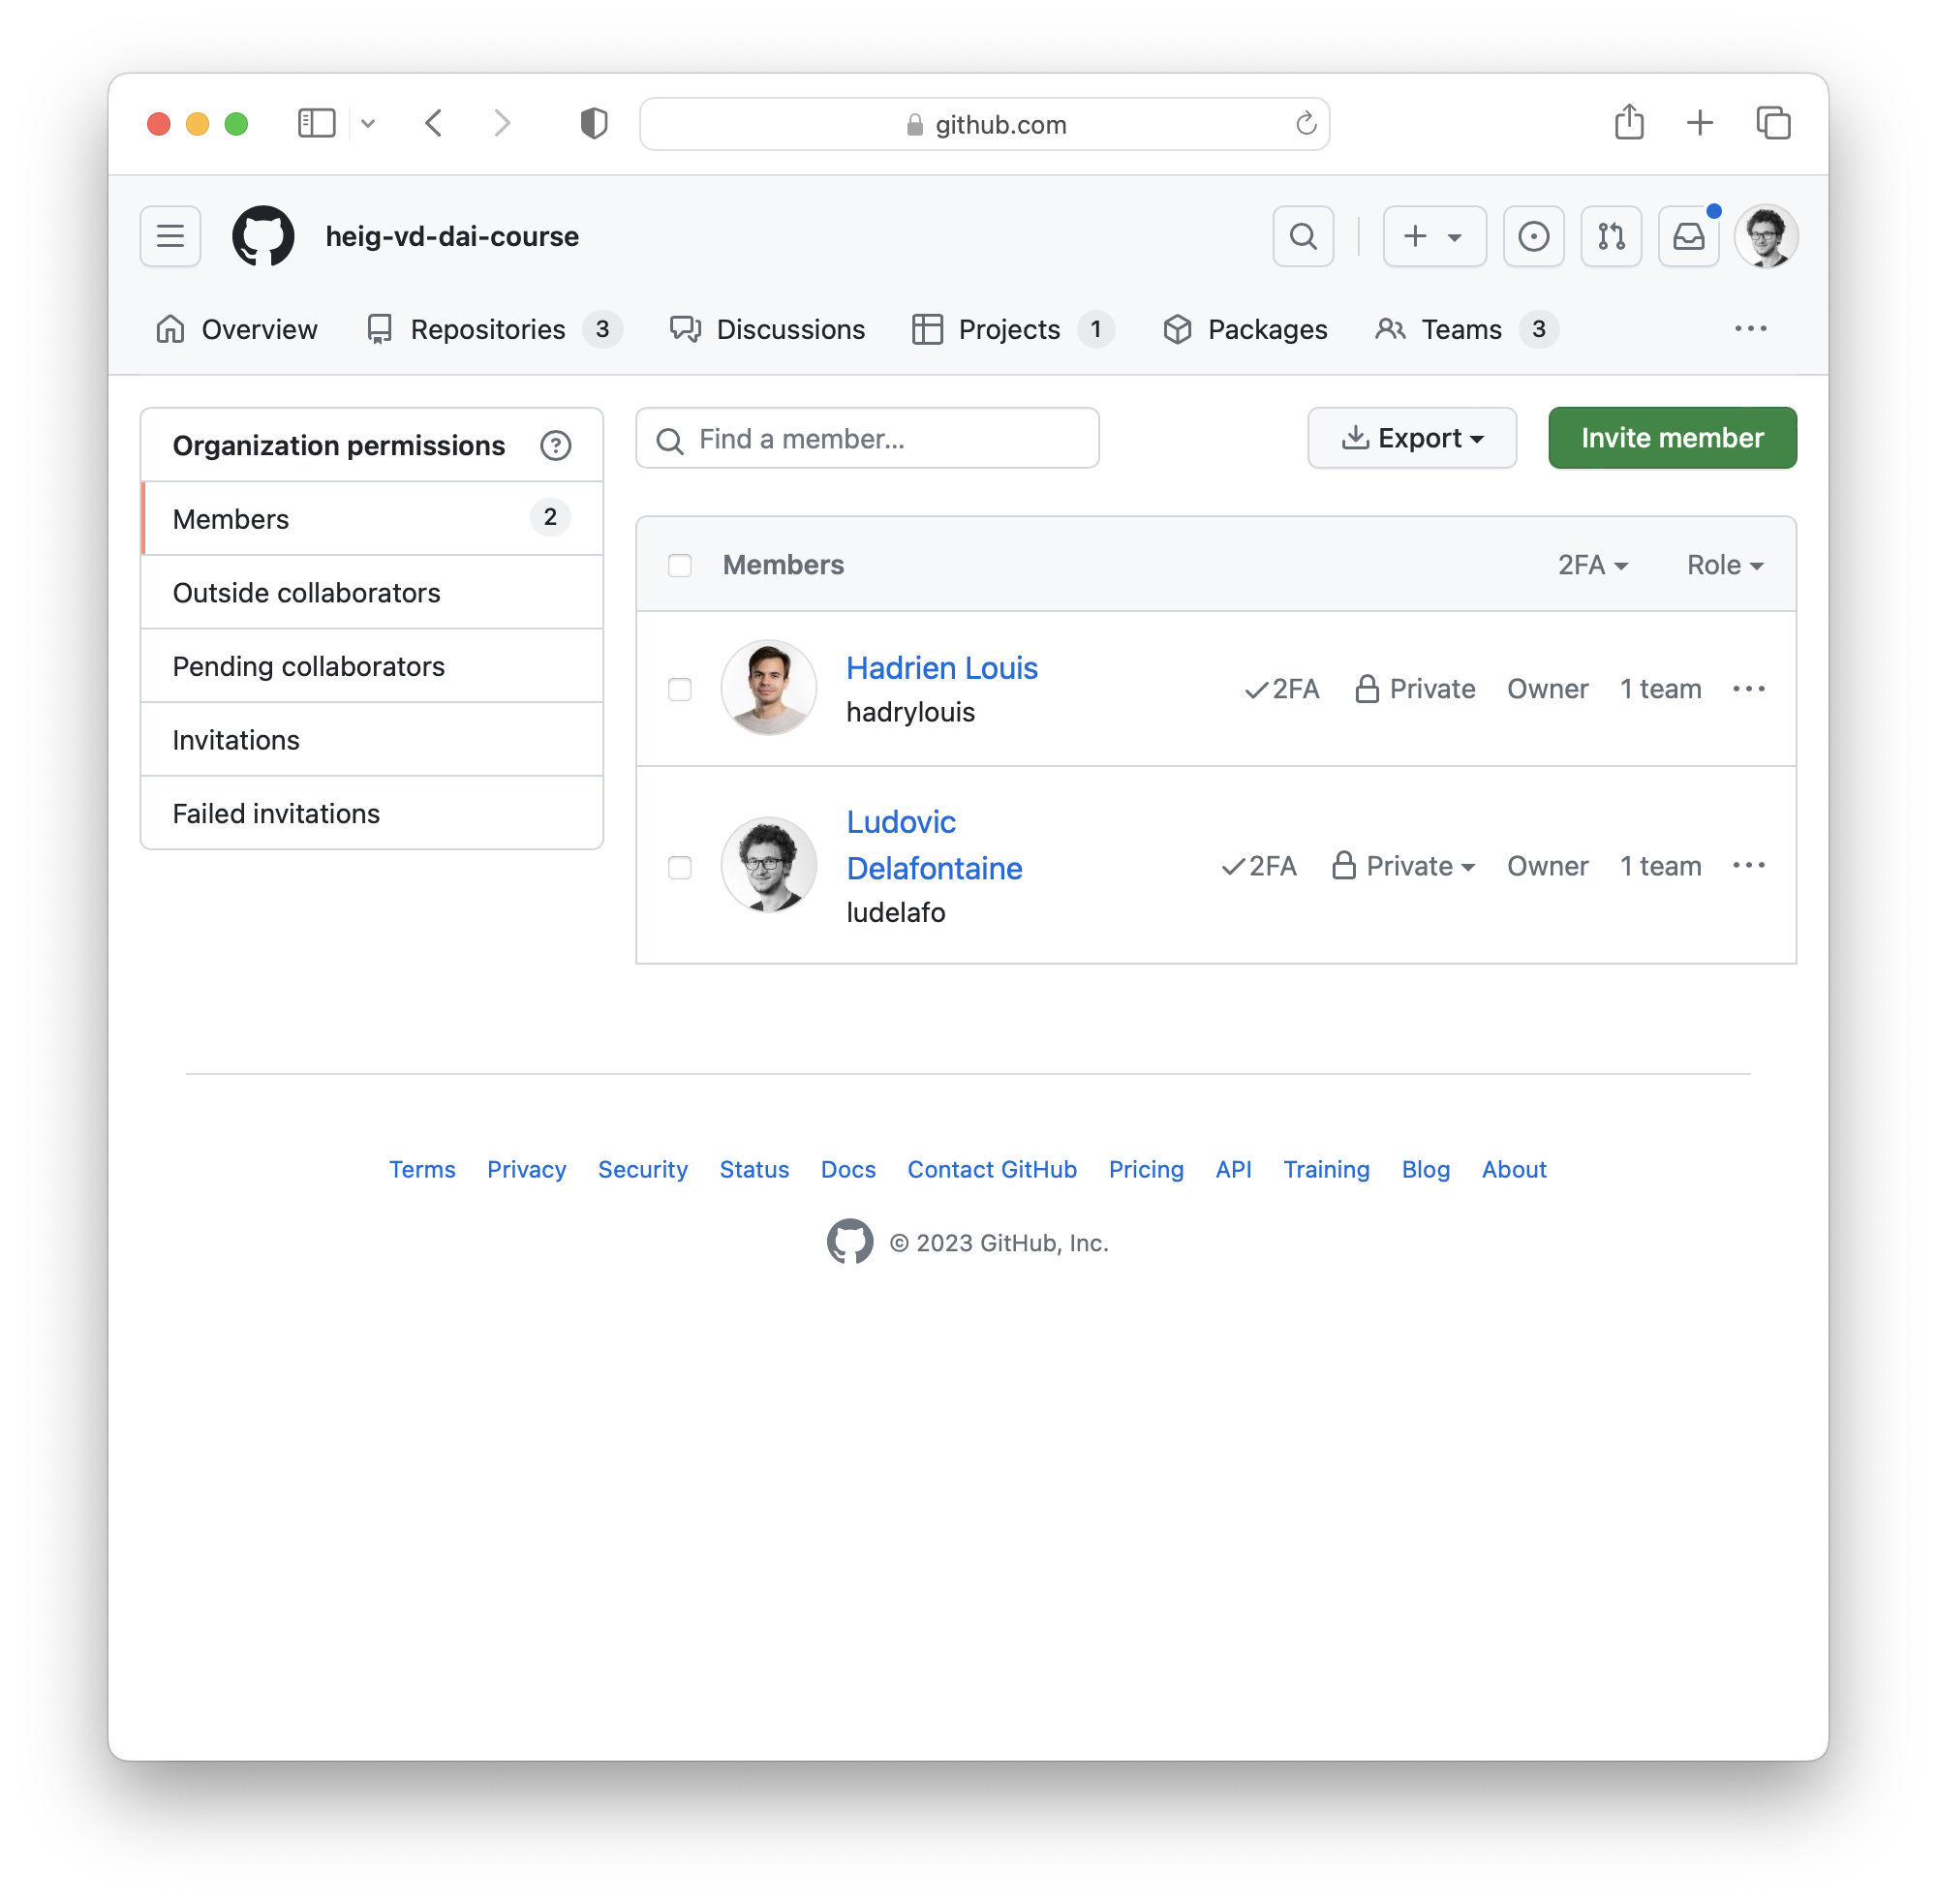 github.com
heig-vd-dai-course
Overview Repositories 3 Discussions Projects 1 Packages Teams 3
Organization permissions
Members 2
Outside collaborators
Pending collaborators
Invitations
Failed invitations
Find a member... Export Invite member
Members 2FA Role
Hadrien Louis
hadrylouis
2FA Private Owner 1 team
Ludovic
Delafontaine
ludelafo
2FA Private Owner 1 team
Terms Privacy Security Status Docs Contact GitHub Pricing API Training Blog About
© 2023 GitHub, Inc.